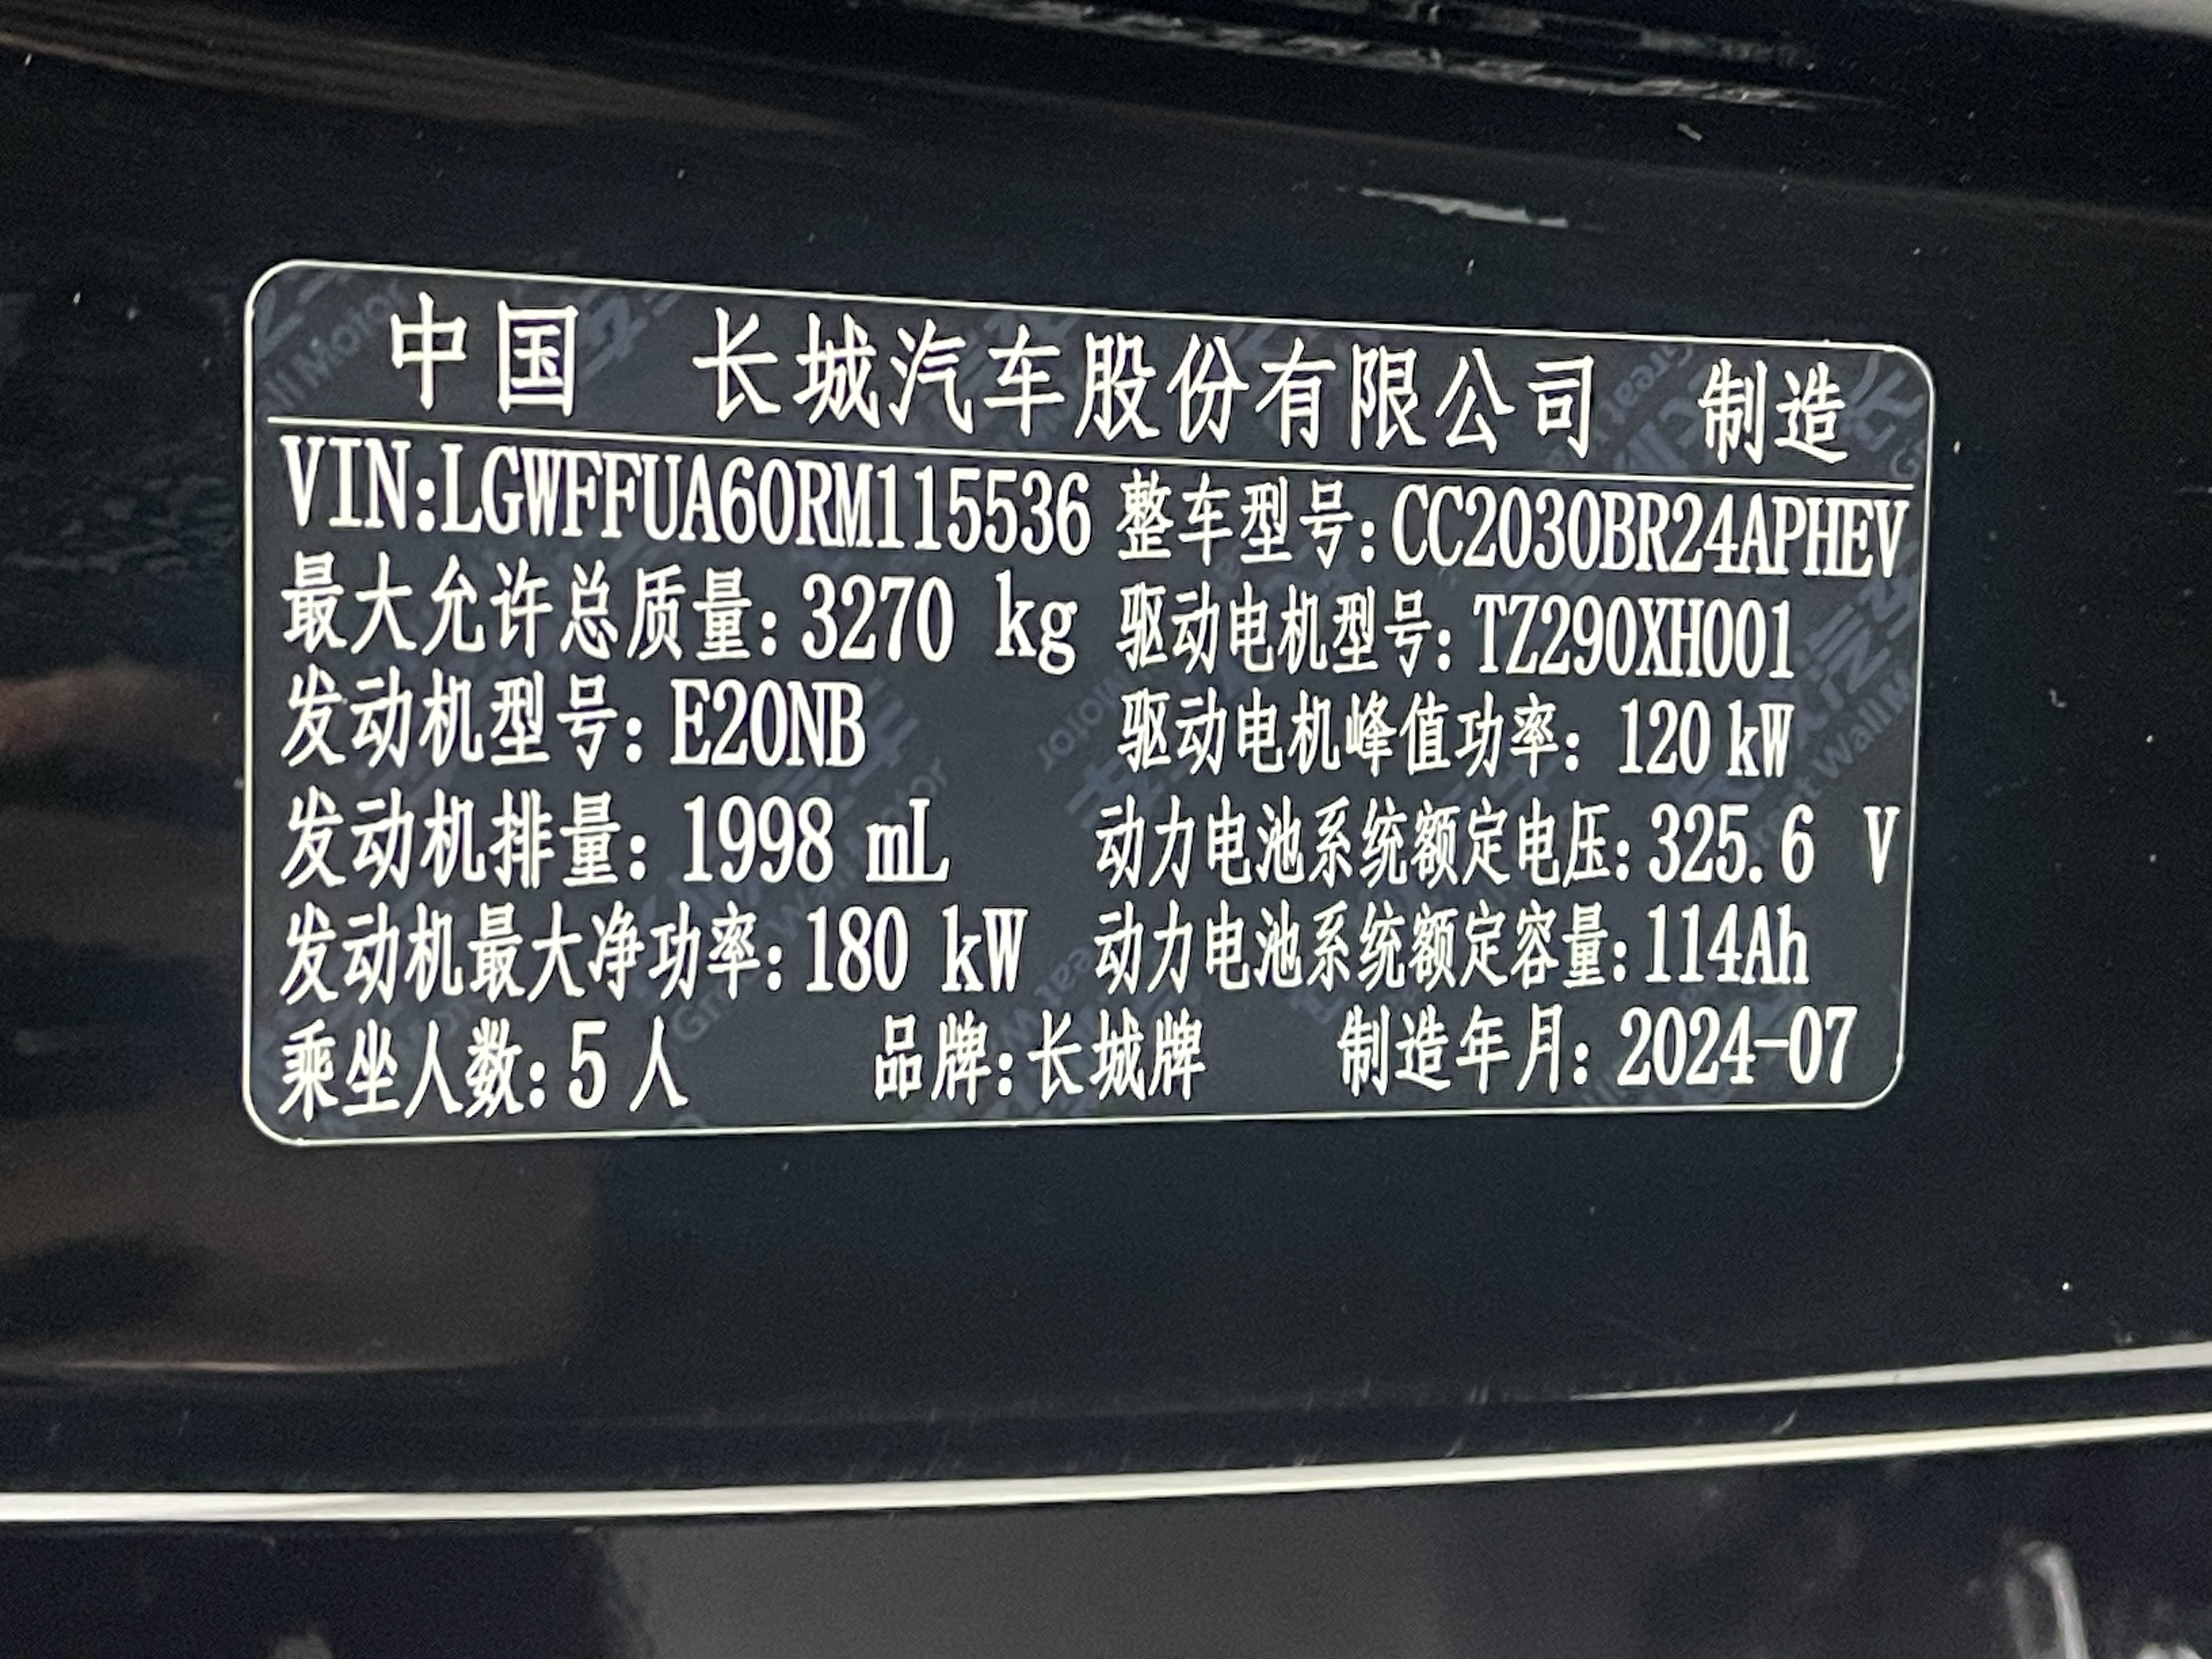 中国 长城汽车股份有限公司 制造
VIN:LGWFFUA60RM115536 整车型号:CC2030BR24APHEV
最大允许总质量:3270 kg 驱动电机型号:TZ290XH001
发动机型号:E20NB 驱动电机峰值功率:120 kW
发动机排量:1998 mL 动力电池系统额定电压:325.6 V
发动机最大净功率:180 kW 动力电池系统额定容量:114Ah
乘坐人数:5 人 品牌:长城牌 制造年月:2024-07